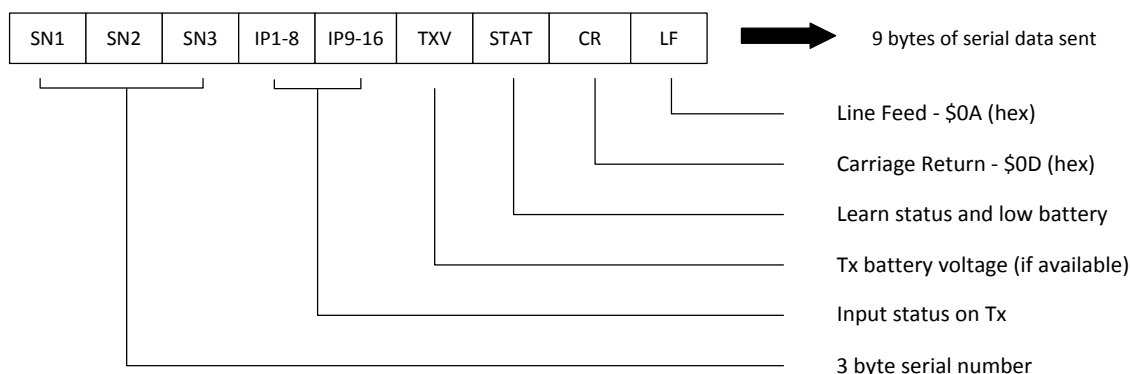 SN1 SN2 SN3 IP1-8 IP9-16 TXV STAT CR LF 9 bytes of serial data sent
Line Feed - $0A (hex)
Carriage Return - $0D (hex)
Learn status and low battery
Tx battery voltage (if available)
Input status on Tx
3 byte serial number